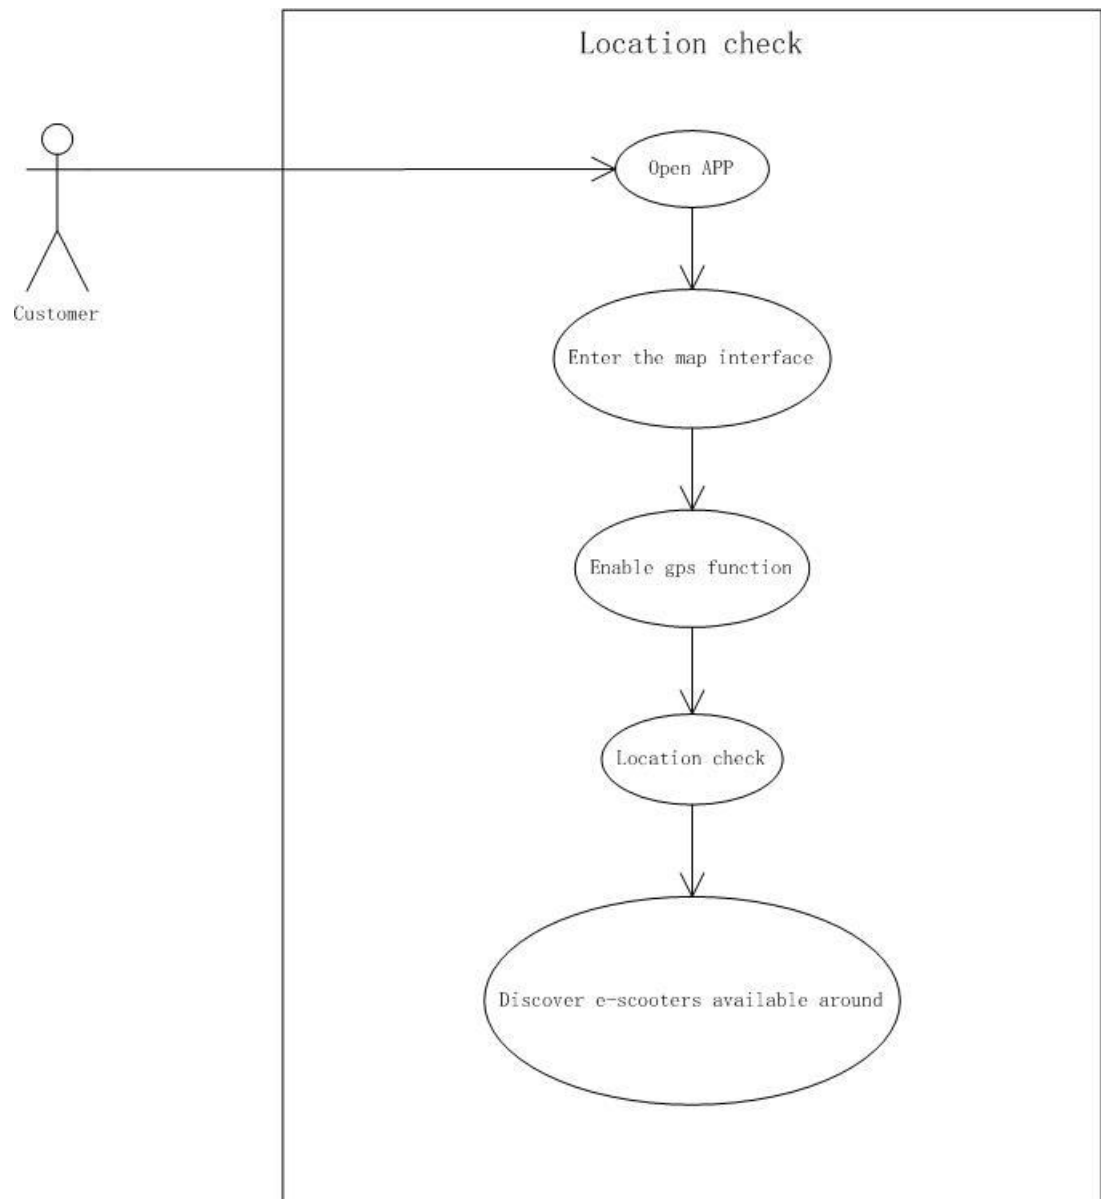 Location check
Open APP
Customer
Enter the map interface
Enable gps function
Location check
Discover e-scooters available around